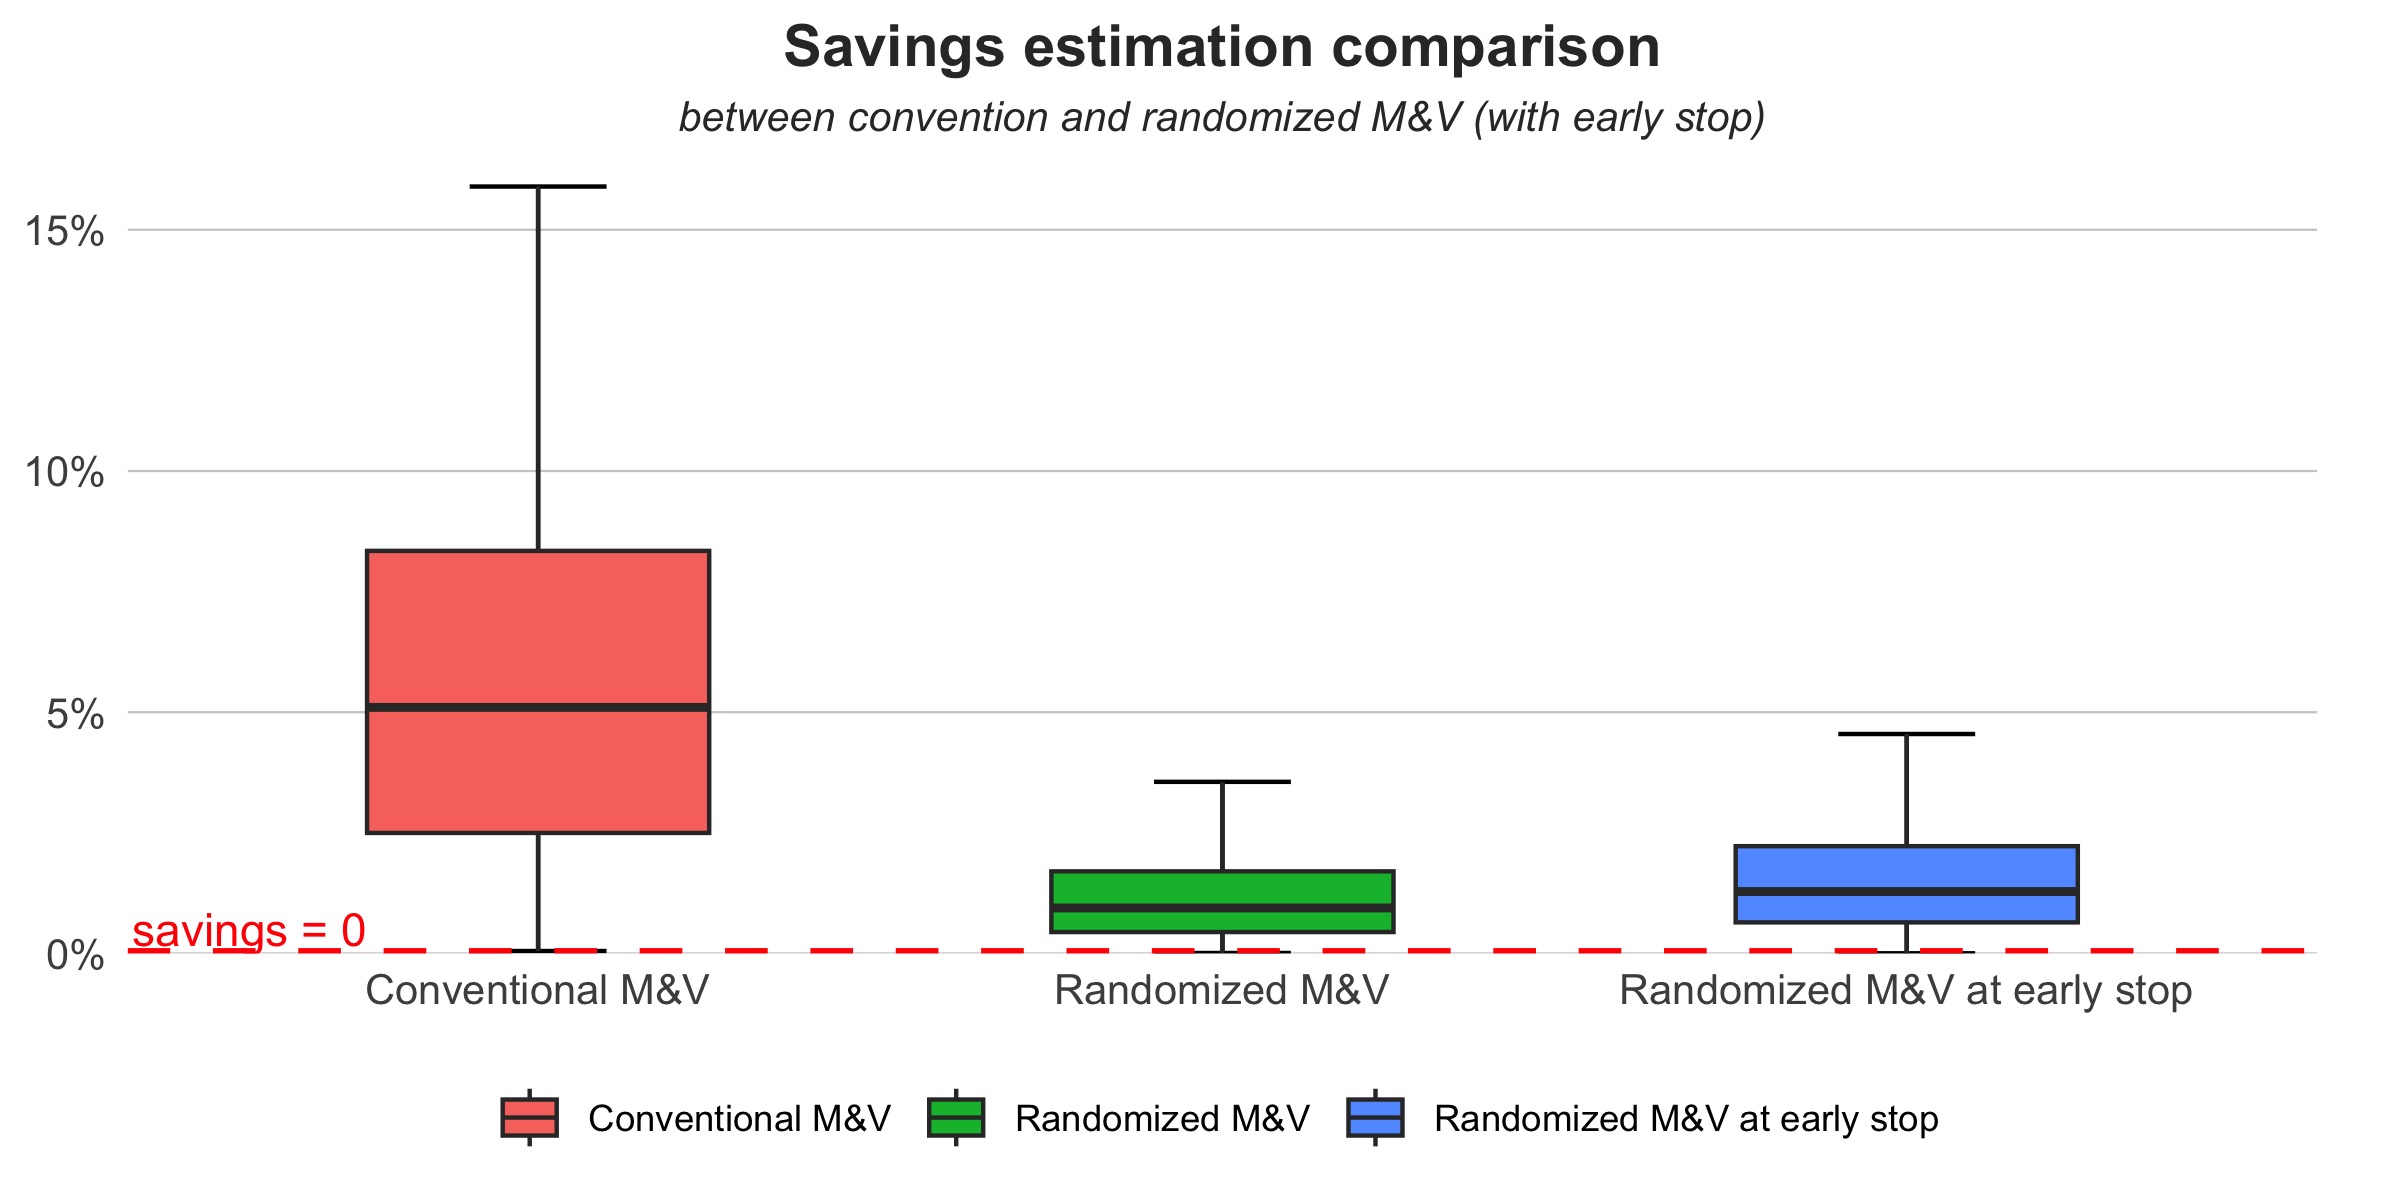 Savings estimation comparison
between convention and randomized M&V (with early stop)
15%
10%
5%
savings = 0
0%
Conventional M&V Randomized M&V Randomized M&V at early stop
Conventional M&V Randomized M&V Randomized M&V at early stop